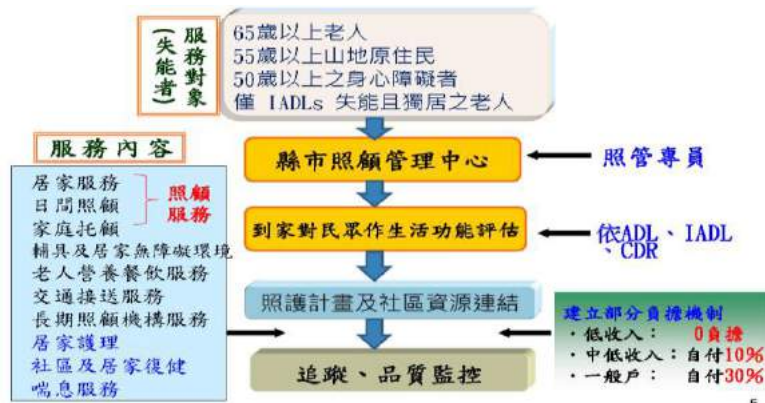 服務對象
(失能者)
65歲以上老人
55歲以上山地原住民
50歲以上之身心障礙者
僅 IADLs 失能且獨居之老人
縣市照顧管理中心
照管專員
到家對民眾作生活功能評估
依ADL、IADL
、CDR
照護計畫及社區資源連結
追蹤、品質監控
服務內容
居家服務
日間照顧
家庭托顧
照顧
服務
輔具及居家無障礙環境
老人營養餐飲服務
交通接送服務
長期照顧機構服務
居家護理
社區及居家復健
喘息服務
建立部分負擔機制
·低收入: 0負擔
·中低收入: 自付10%
·一般戶: 自付30%